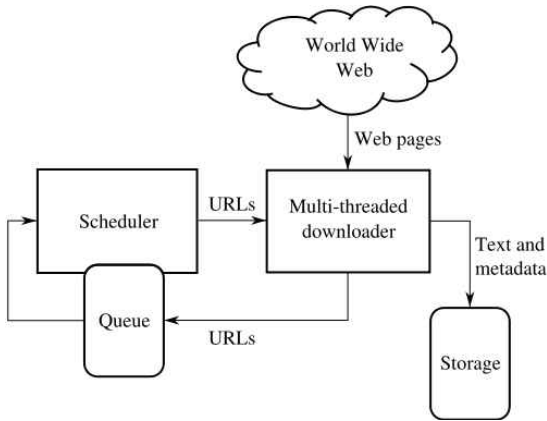 World Wide
Web
Web pages
Scheduler
URLs
Multi-threaded
downloader
Text and
metadata
Queue
URLs
Storage